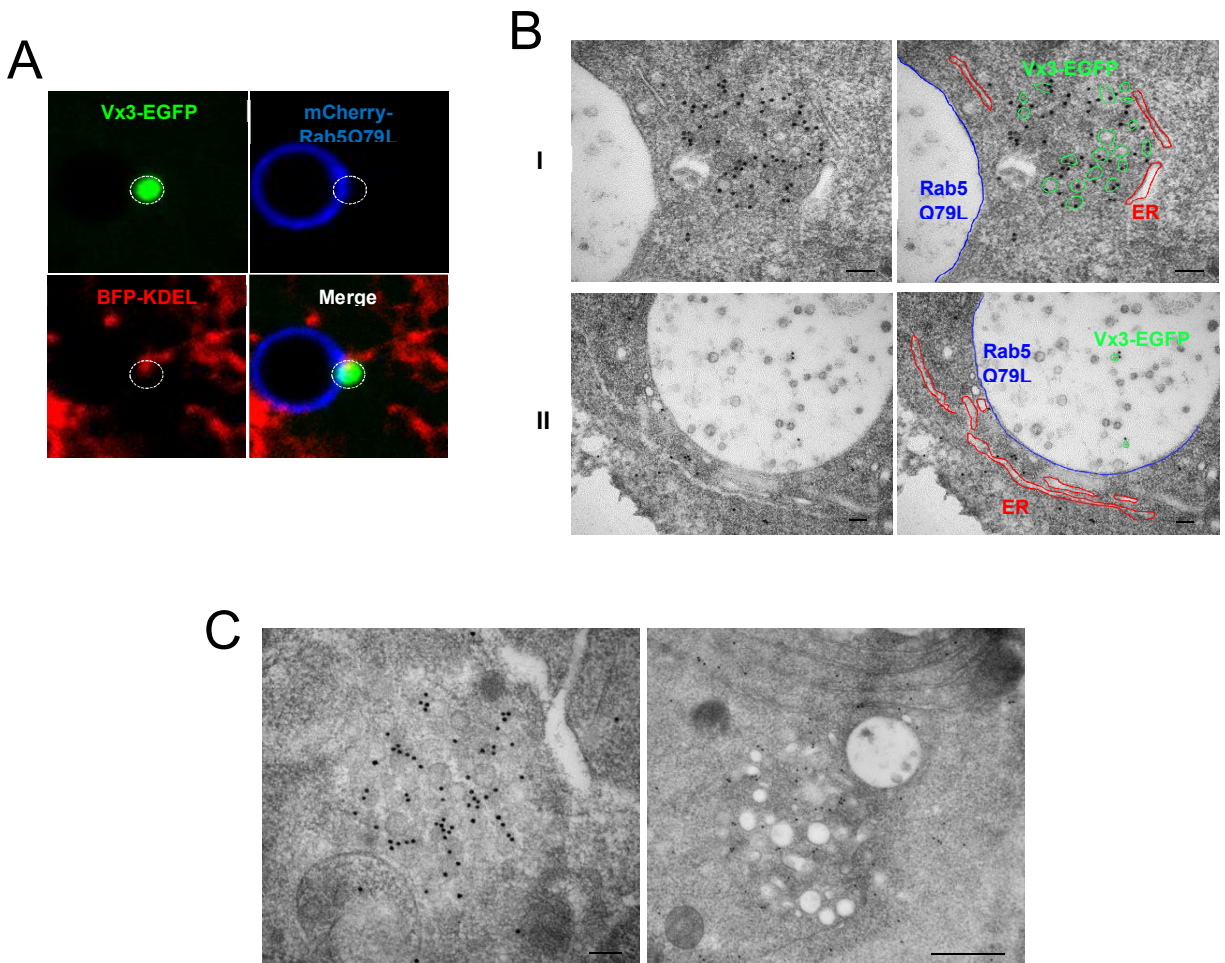 A
Vx3-EGFP
mCherry-
Rab5Q79L
BFP-KDEL
Merge
B
I
Vx3-EGFP
Rab5
Q79L
ER
II
Vx3-EGFP
Rab5
Q79L
ER
C